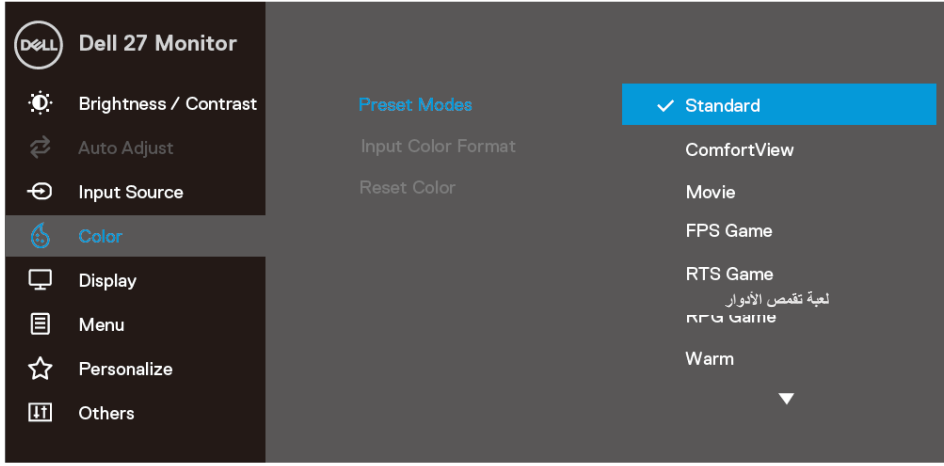 DELL
Dell 27 Monitor
Brightness / Contrast
Auto Adjust
Input Source
Color
Display
Menu
Personalize
Others
Preset Modes
Input Color Format
Reset Color
Standard
ComfortView
Movie
FPS Game
RTS Game
لعبة تقمص الأدوار
RPG Game
Warm